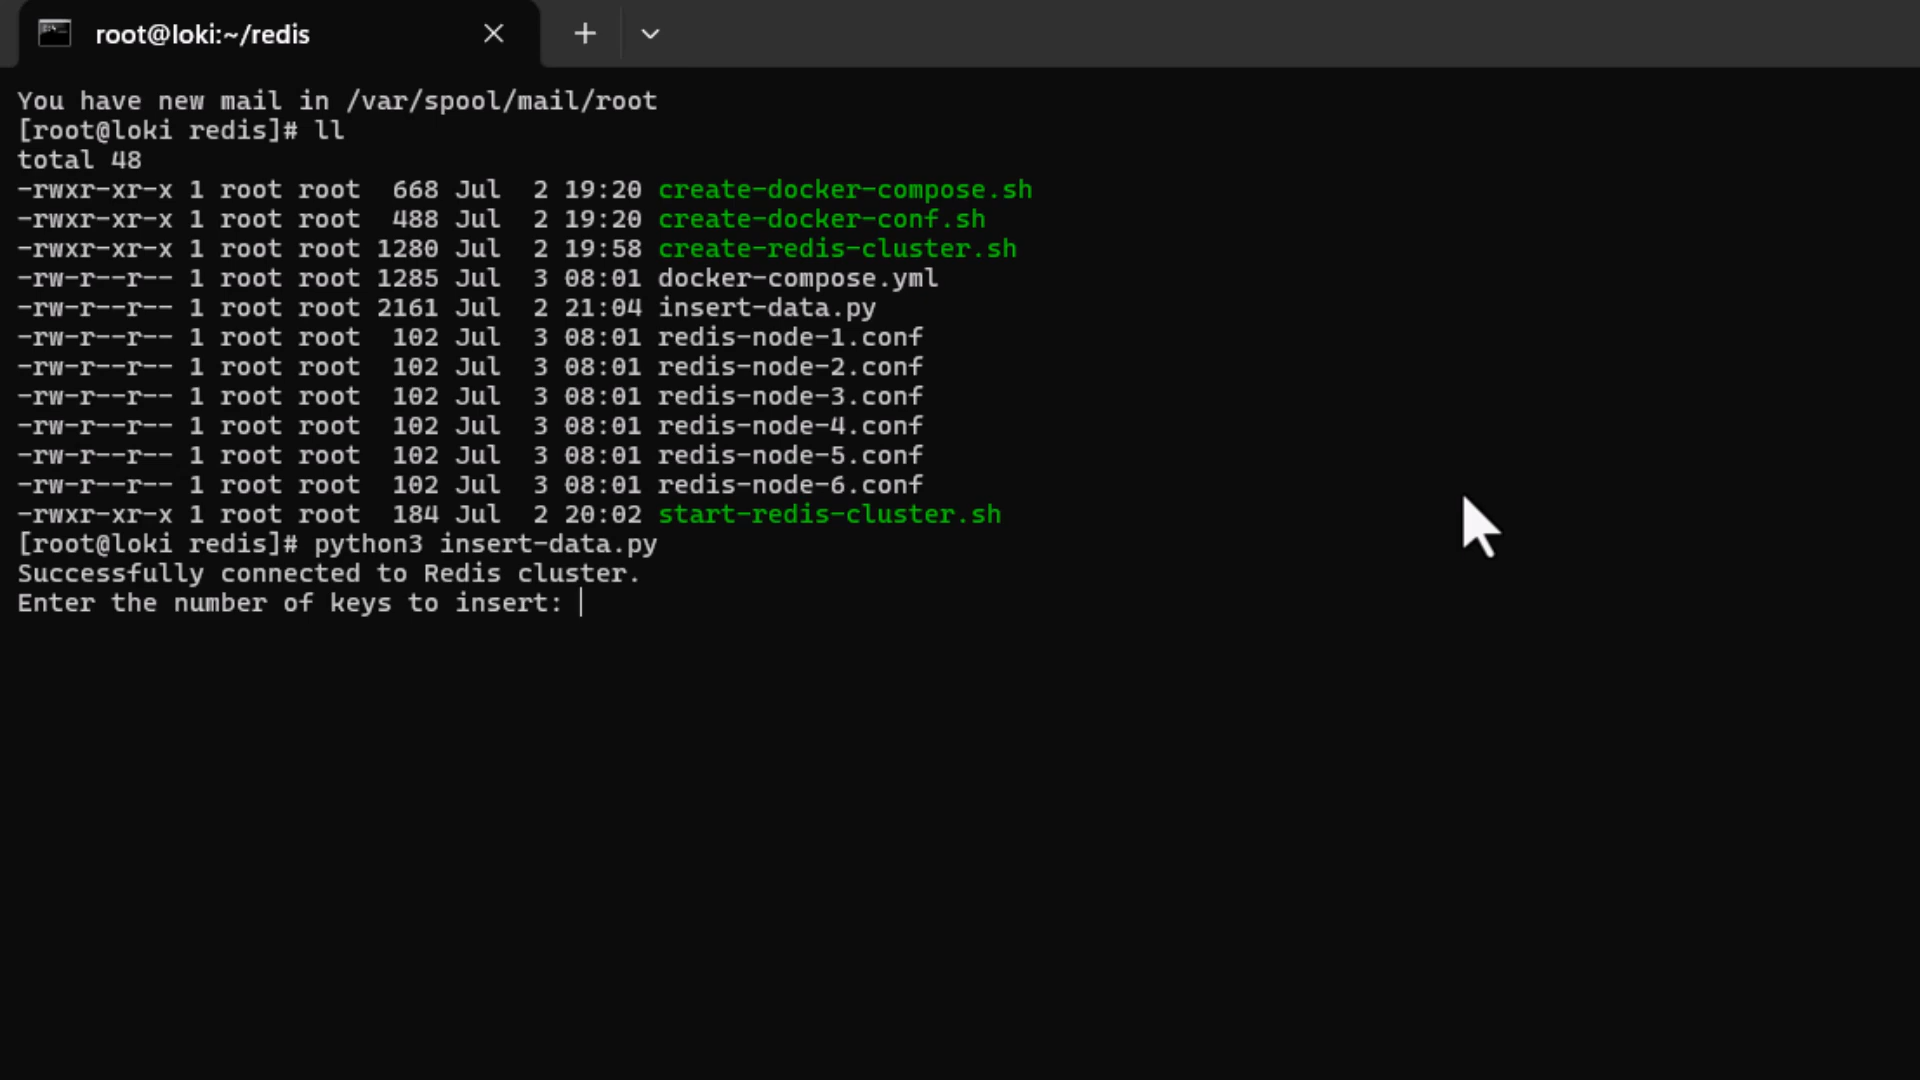 root@loki:~/redis
You have new mail in /var/spool/mail/root
[root@loki redis]# ll
total 48
-rwxr-xr-x 1 root root  668 Jul  2 19:20 create-docker-compose.sh
-rwxr-xr-x 1 root root  488 Jul  2 19:20 create-docker-conf.sh
-rwxr-xr-x 1 root root 1280 Jul  2 19:58 create-redis-cluster.sh
-rw-r--r-- 1 root root 1285 Jul  3 08:01 docker-compose.yml
-rw-r--r-- 1 root root 2161 Jul  2 21:04 insert-data.py
-rw-r--r-- 1 root root  102 Jul  3 08:01 redis-node-1.conf
-rw-r--r-- 1 root root  102 Jul  3 08:01 redis-node-2.conf
-rw-r--r-- 1 root root  102 Jul  3 08:01 redis-node-3.conf
-rw-r--r-- 1 root root  102 Jul  3 08:01 redis-node-4.conf
-rw-r--r-- 1 root root  102 Jul  3 08:01 redis-node-5.conf
-rw-r--r-- 1 root root  102 Jul  3 08:01 redis-node-6.conf
-rwxr-xr-x 1 root root  184 Jul  2 20:02 start-redis-cluster.sh
[root@loki redis]# python3 insert-data.py
Successfully connected to Redis cluster.
Enter the number of keys to insert: